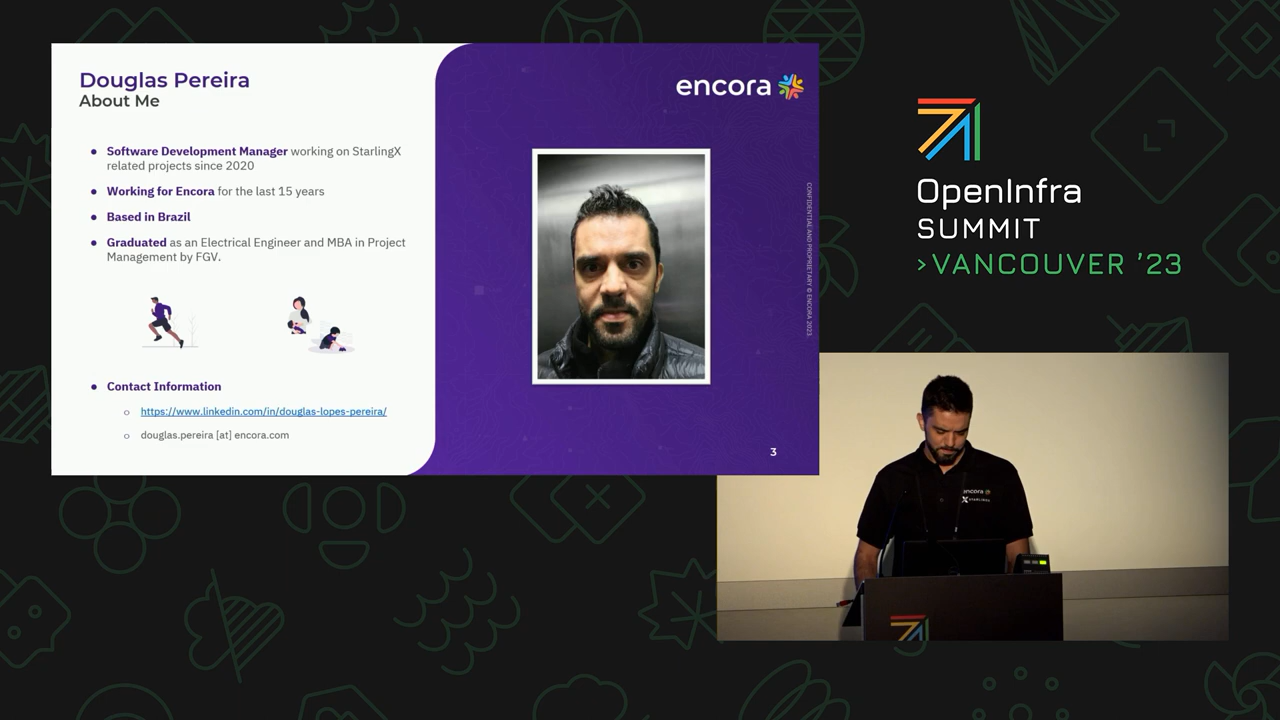 Douglas Pereira
About Me
encora
● Software Development Manager working on StarlingX
related projects since 2020
● Working for Encora for the last 15 years
● Based in Brazil
● Graduated as an Electrical Engineer and MBA in Project
Management by FGV.
● Contact Information
○ https://www.linkedin.com/in/douglas-lopes-pereira/
○ douglas.pereira [at] encora.com
CONFIDENTIAL AND PROPRIETARY © ENCORA 2023.
3
OpenInfra
SUMMIT
>VANCOUVER ’23
encora
STARLINGX